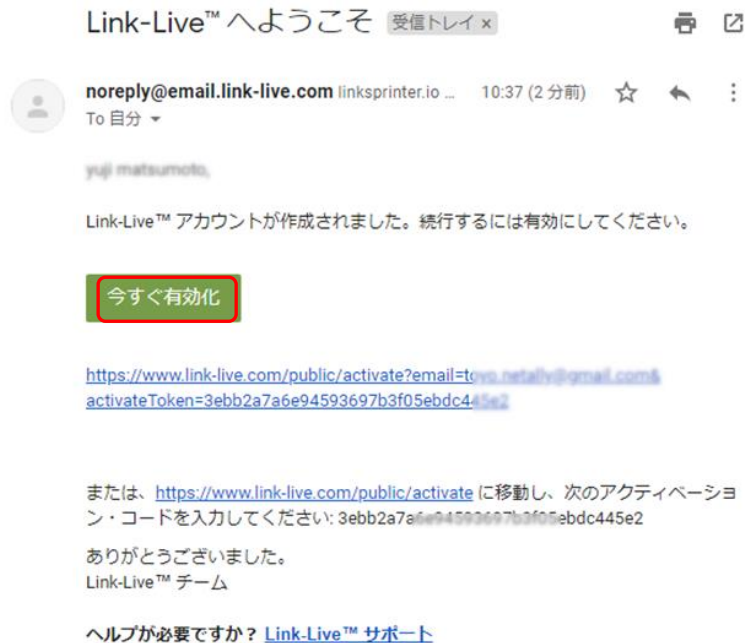 Link-Live™ へようこそ 受信トレイ ×
noreply@email.link-live.com linksprinter.io ... 10:37 (2 分前)
To 自分
Link-Live™ アカウントが作成されました。続行するには有効にしてください。
今すぐ有効化
https://www.link-live.com/public/activate?email=
activateToken=3ebb2a7a6e94593697b3f05ebdc4
または、https://www.link-live.com/public/activate に移動し、次のアクティベーショ
ン・コードを入力してください: 3ebb2a7a ebdc445e2
ありがとうございました。
Link-Live™ チーム
ヘルプが必要ですか？ Link-Live™ サポート